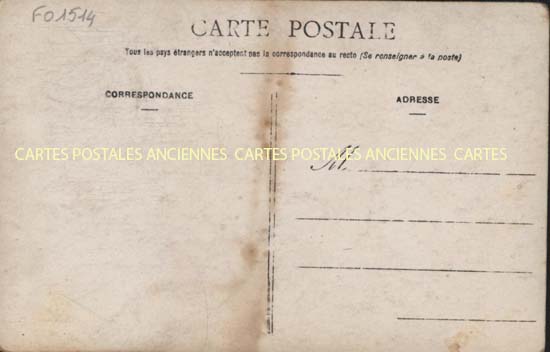 FO1514
CARTE POSTALE
Tous les pays étrangers n'acceptent pas la correspondance au recto (Se renseigner à la poste)
CORRESPONDANCE
ADRESSE
CARTES POSTALES ANCIENNES CARTES POSTALES ANCIENNES CARTES
M